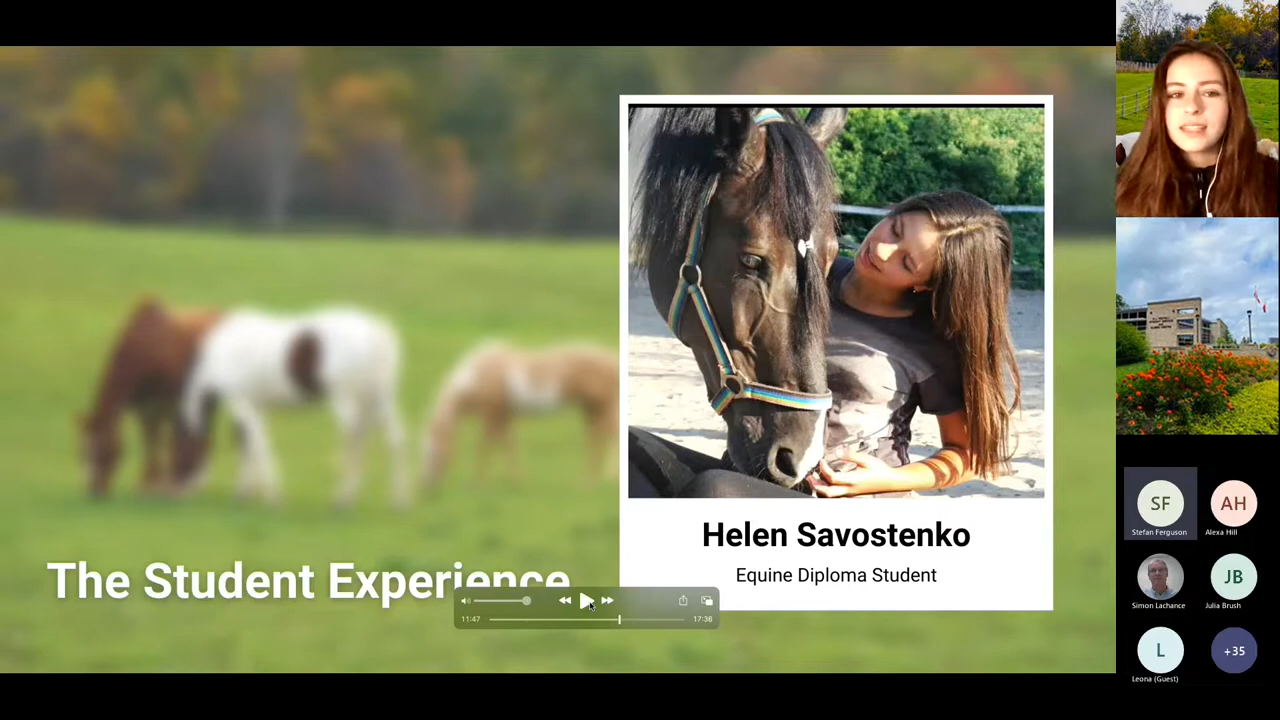 Helen Savostenko
Equine Diploma Student
The Student Experience
11:47
17:36
SF
AH
Stefan Ferguson
Alexa Hill
JB
Simon Lachance
Julia Brush
L
+35
Leona (Guest)